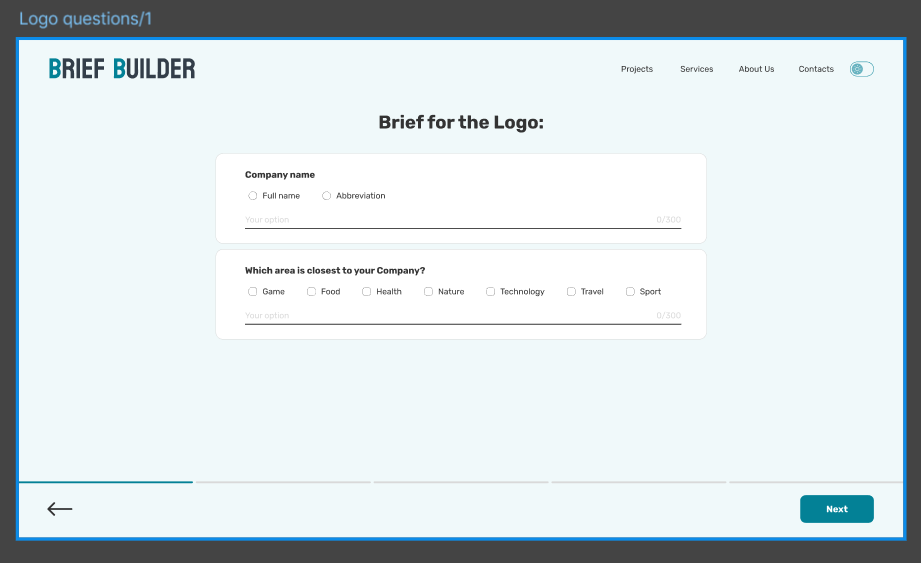 Logo questions/1
BRIEF BUILDER
Projects Services About Us Contacts
Brief for the Logo:
Company name
Full name Abbreviation
Your option 0/300
Which area is closest to your Company?
Game Food Health Nature Technology Travel Sport
Your option 0/300
Next